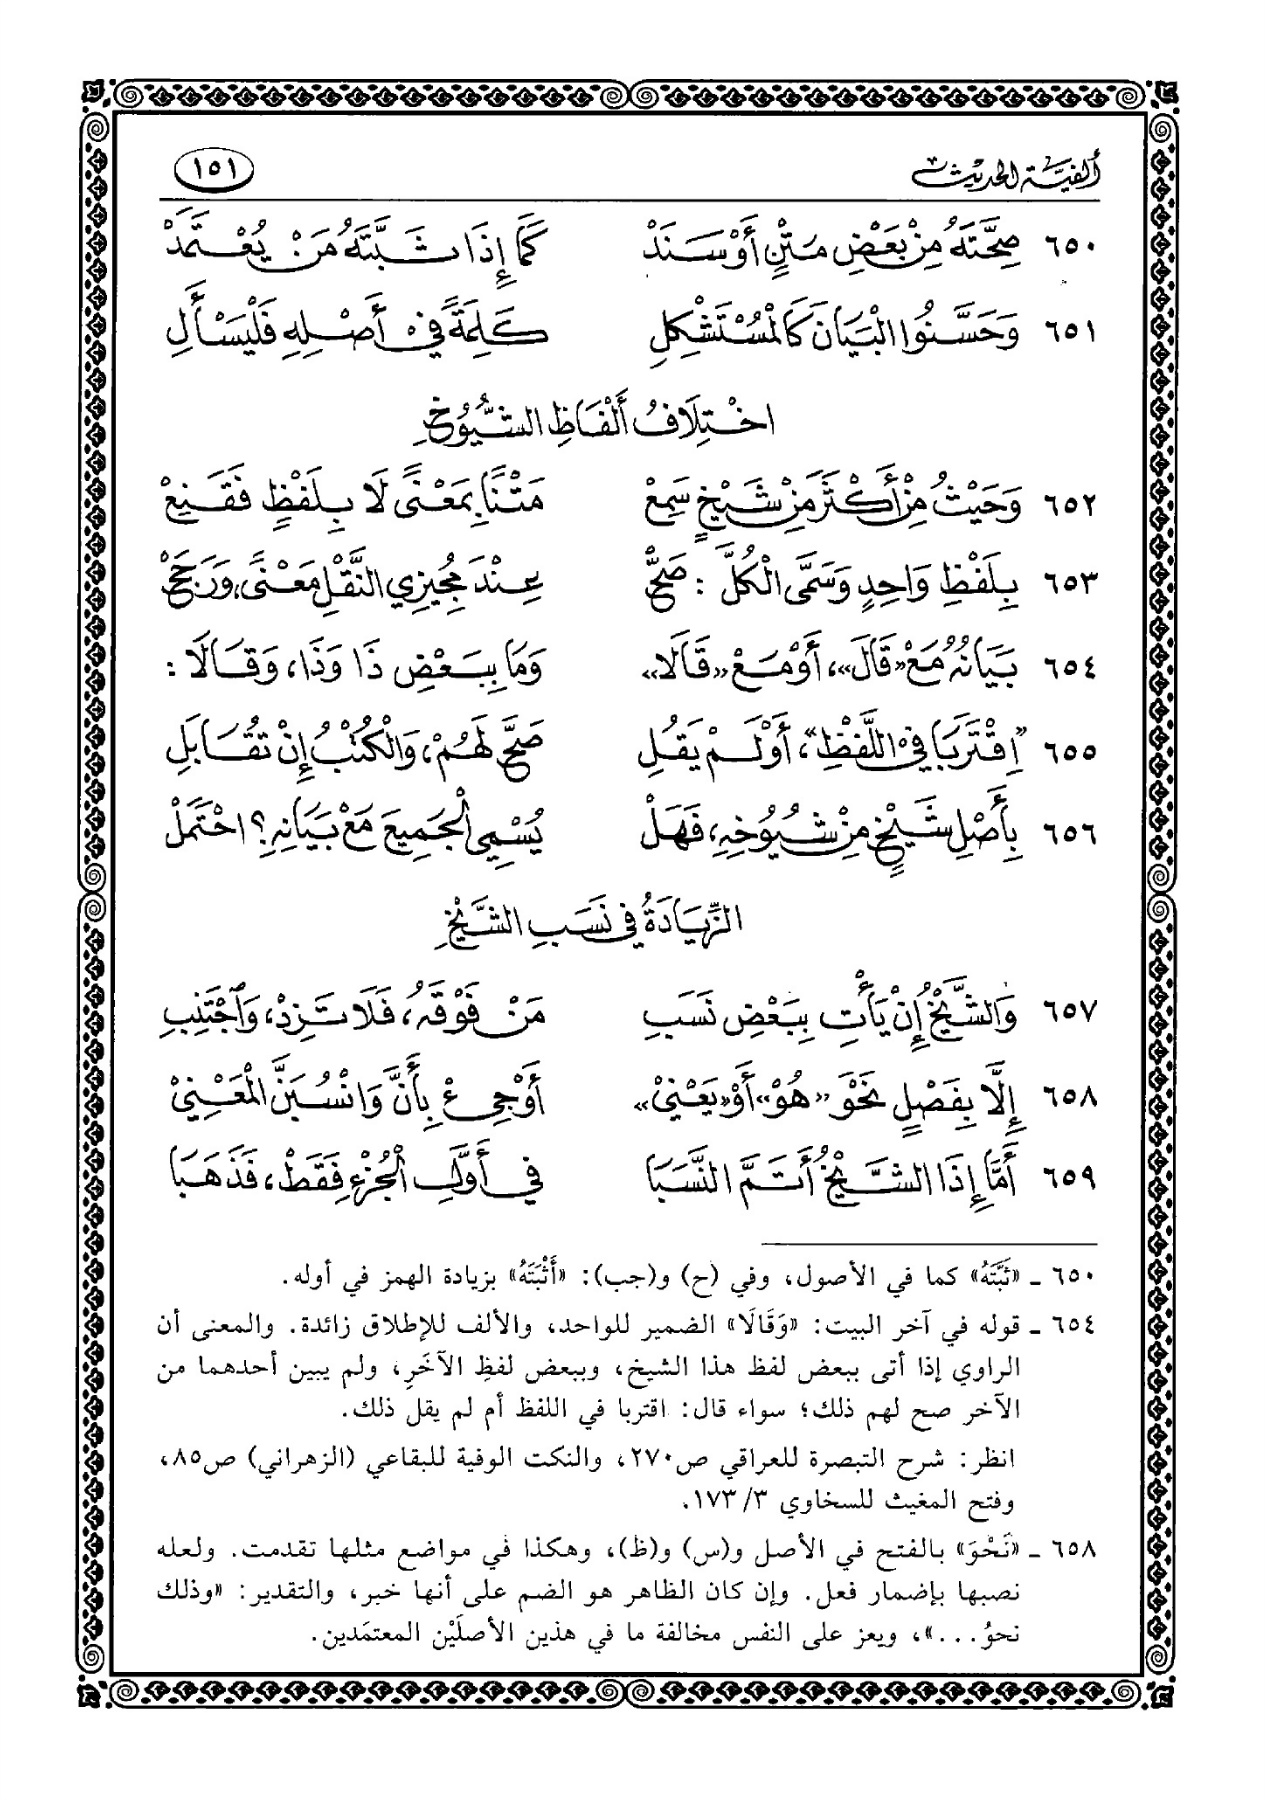 ألفية الحديث ١٥١
٦٥٠ صِحَّتَهُ مِنْ بَعْضِ مَتْنٍ أَوْ سَنَدْ كَمَا إِذَا ثَبَّتَهُ مَنْ يُعْتَمَدْ
٦٥١ وَحَسَّنُوا الْبَيَانَ كَالْمُسْتَشْكِلِ كَلِمَةً فِيْ أَصْلِهِ فَلْيَسْأَلِ
اخْتِلَافُ أَلْفَاظِ الشُّيُوْخِ
٦٥٢ وَحَيْثُ مِنْ أَكْثَرَ مِنْ شَيْخٍ سَمِعْ مَتْنًا بِمَعْنًى لَا بِلَفْظٍ فَقَنِعْ
٦٥٣ بِلَفْظِ وَاحِدٍ وَسَمَّى الْكُلَّ : صَحّْ عِنْدَ مُجِيْزِي النَّقْلِ مَعْنًى، وَرَجَحْ
٦٥٤ بَيَانُهُ مَعْ «قَالَ»، أَوْ مَعْ «قَالَا» وَمَا بِبَعْضِ ذَا وَذَا، وَقَالَا :
٦٥٥ «اِقْتَرَبَا فِيْ اللَّفْظِ»، أَوْ لَمْ يَقُلِ صَحَّ لَهُمْ، وَالْكُتْبُ إِنْ تُقَابَلِ
٦٥٦ بِأَصْلِ شَيْخٍ مِنْ شُيُوْخِهِ، فَهَلْ يُسْمِي الْجَمِيعَ مَعْ بَيَانِهِ؟ احْتَمَلْ
الزِّيَادَةُ فِي نَسَبِ الشَّيْخِ
٦٥٧ وَالشَّيْخُ إِنْ يَأْتِ بِبَعْضِ نَسَبِ مَنْ فَوْقَهُ، فَلَا تَزِدْ، وَاجْتَنِبِ
٦٥٨ إِلَّا بِفَصْلٍ نَحْوَ «هُوْ» أَوْ «يَعْنِيْ» أَوْ جِيْءْ بِأَنَّ وَانْسُبَنَّ الْمَعْنِيْ
٦٥٩ أَمَّا إِذَا الشَّيْخُ أَتَمَّ النَّسَبَا فِي أَوَّلِ الْجُزْءِ فَقَطْ، فَذَهَبَا
٦٥٠ ـ «ثَبَّتَهُ» كما في الأصول، وفي (ح) و(جب): «أَثْبَتَهُ» بزيادة الهمز في أوله.
٦٥٤ ـ قوله في آخر البيت: «وَقَالَا» الضمير للواحد، والألف للإطلاق زائدة. والمعنى أن
الراوي إذا أتى ببعض لفظ هذا الشيخ، وببعض لفظِ الآخَرِ، ولم يبين أحدهما من
الآخر صح لهم ذلك؛ سواء قال: اقتربا في اللفظ أم لم يقل ذلك.
انظر: شرح التبصرة للعراقي ص٢٧٠، والنكت الوفية للبقاعي (الزهراني) ص٨٥،
وفتح المغيث للسخاوي ٣/ ١٧٣.
٦٥٨ ـ «نَحْوَ» بالفتح في الأصل و(س) و(ظ)، وهكذا في مواضع مثلها تقدمت. ولعله
نصبها بإضمار فعل. وإن كان الظاهر هو الضم على أنها خبر، والتقدير: «وذلك
نحوُ...»، ويعز على النفس مخالفة ما في هذين الأصلَيْن المعتمَدين.